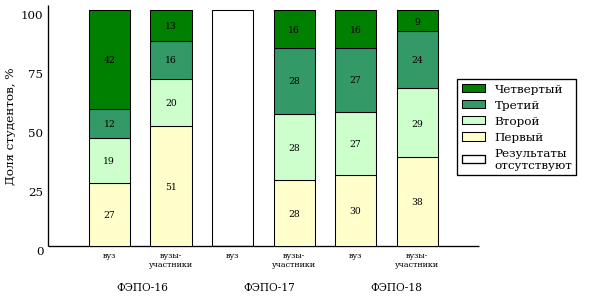 Доля студентов, %
100
75
50
25
0
42
12
19
27
13
16
20
51
16
28
28
28
16
27
27
30
9
24
29
38
вуз
вузы-
участники
вуз
вузы-
участники
вуз
вузы-
участники
ФЭПО-16
ФЭПО-17
ФЭПО-18
Четвертый
Третий
Второй
Первый
Результаты
отсутствуют